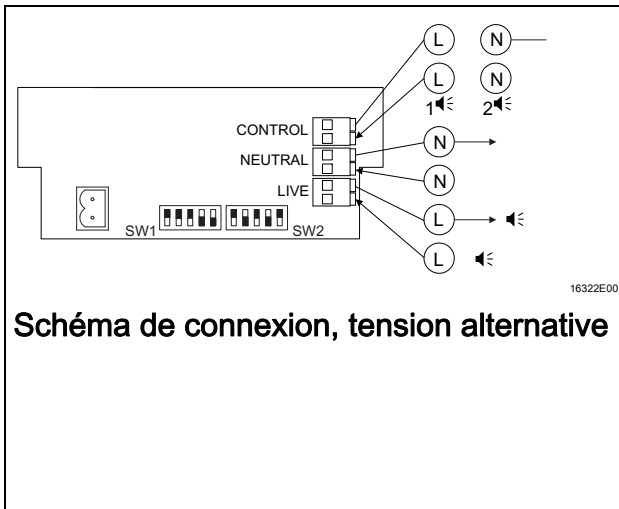 L N
L N
1 2
CONTROL
N
NEUTRAL
N
LIVE
L
SW1 SW2
L
16322E00
Schéma de connexion, tension alternative